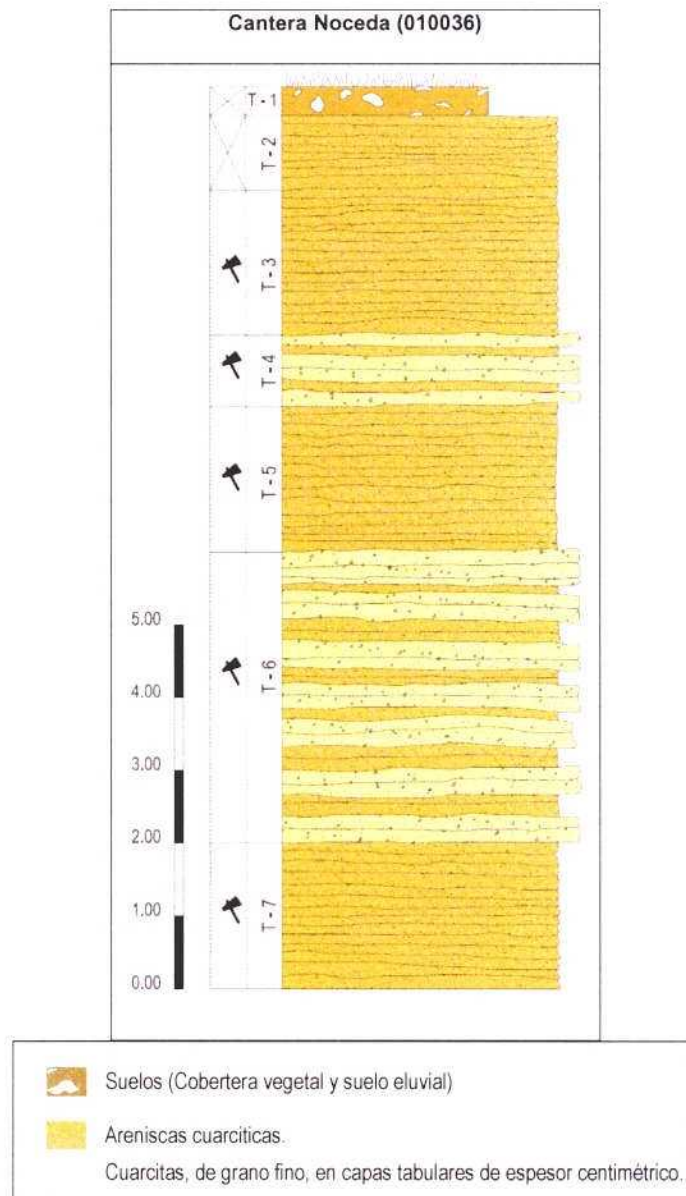 Cantera Noceda (010036)
T-1
T-2
T-3
T-4
T-5
T-6
T-7
5.00
4.00
3.00
2.00
1.00
0.00
Suelos (Cobertera vegetal y suelo eluvial)
Areniscas cuarcíticas.
Cuarcitas, de grano fino, en capas tabulares de espesor centimétrico.